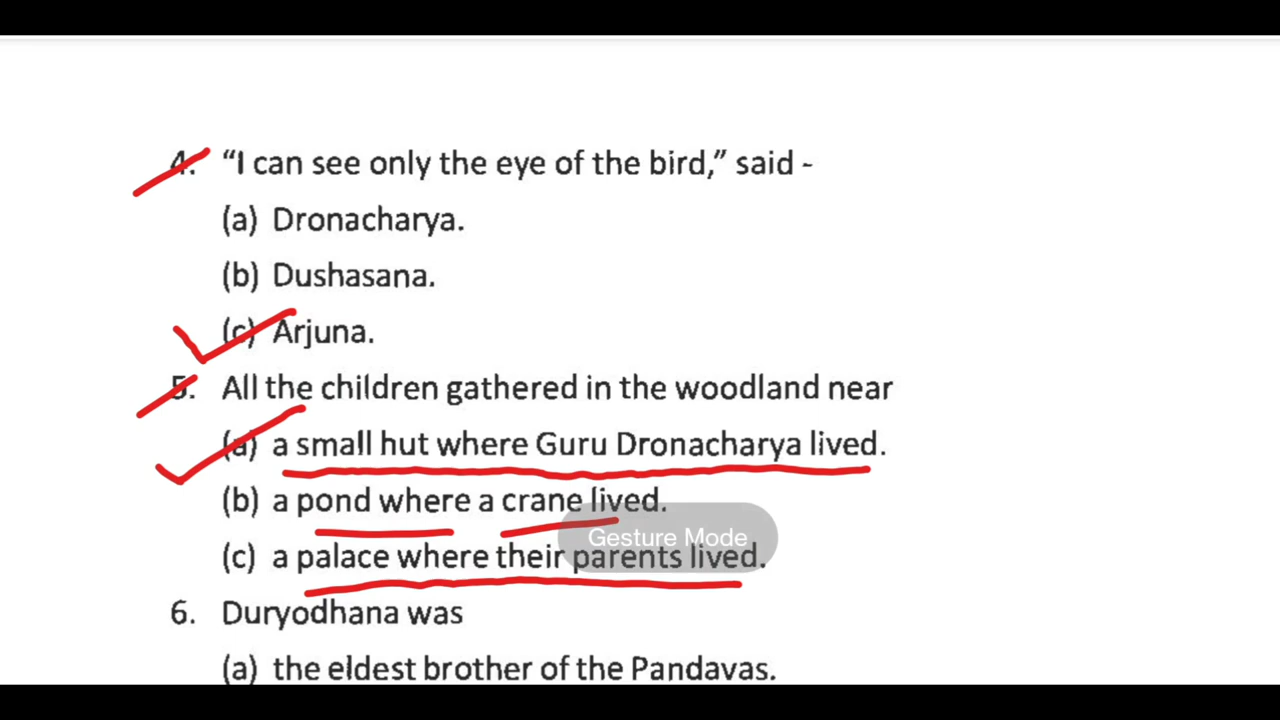 4. “I can see only the eye of the bird,” said -
(a) Dronacharya.
(b) Dushasana.
(c) Arjuna.
5. All the children gathered in the woodland near
(a) a small hut where Guru Dronacharya lived.
(b) a pond where a crane lived.
Gesture Mode
(c) a palace where their parents lived.
6. Duryodhana was
(a) the eldest brother of the Pandavas.